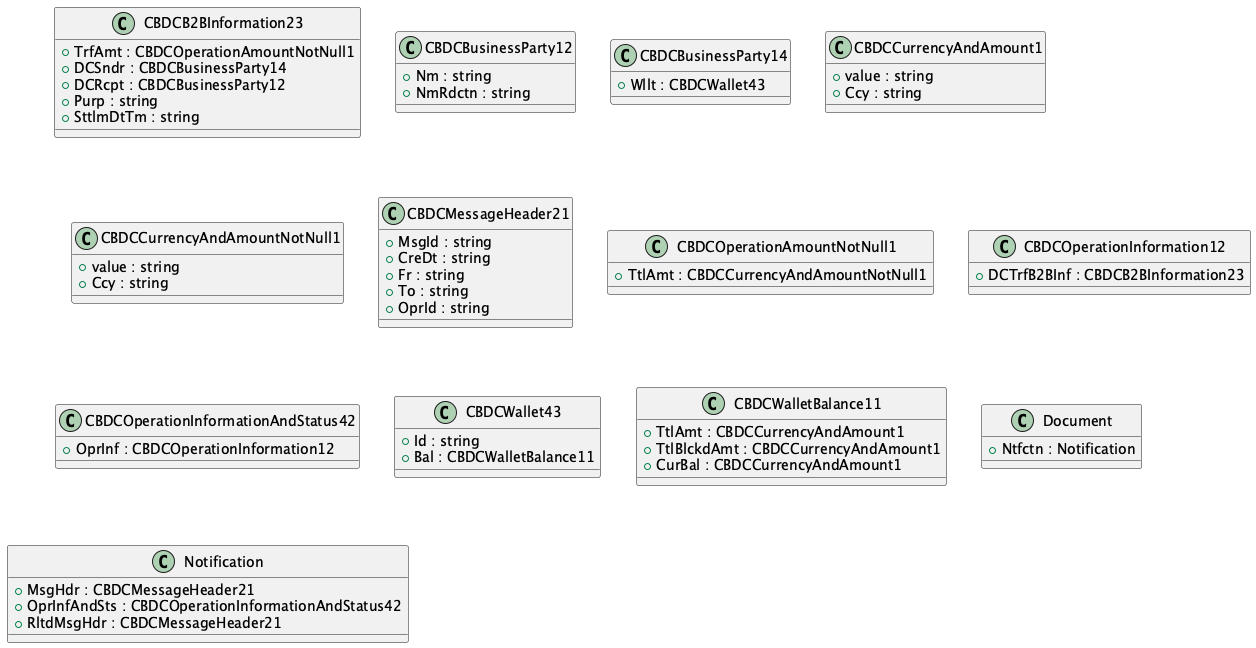 C CBDCB2BInformation23
TrfAmt : CBDCOperationAmountNotNull1
DCSndr : CBDCBusinessParty14
DCRcpt : CBDCBusinessParty12
Purp : string
SttlmDtTm : string
C CBDCBusinessParty12
Nm : string
NmRdctn : string
C CBDCBusinessParty14
Wllt : CBDCWallet43
C CBDCCurrencyAndAmount1
value : string
Ccy : string
C CBDCCurrencyAndAmountNotNull1
value : string
Ccy : string
C CBDCMessageHeader21
MsgId : string
CreDt : string
Fr : string
To : string
OprId : string
C CBDCOperationAmountNotNull1
TtlAmt : CBDCCurrencyAndAmountNotNull1
C CBDCOperationInformation12
DCTrfB2BInf : CBDCB2BInformation23
C CBDCOperationInformationAndStatus42
OprInf : CBDCOperationInformation12
C CBDCWallet43
Id : string
Bal : CBDCWalletBalance11
C CBDCWalletBalance11
TtlAmt : CBDCCurrencyAndAmount1
TtlBlckdAmt : CBDCCurrencyAndAmount1
CurBal : CBDCCurrencyAndAmount1
C Document
Ntfctn : Notification
C Notification
MsgHdr : CBDCMessageHeader21
OprInfAndSts : CBDCOperationInformationAndStatus42
RltdMsgHdr : CBDCMessageHeader21